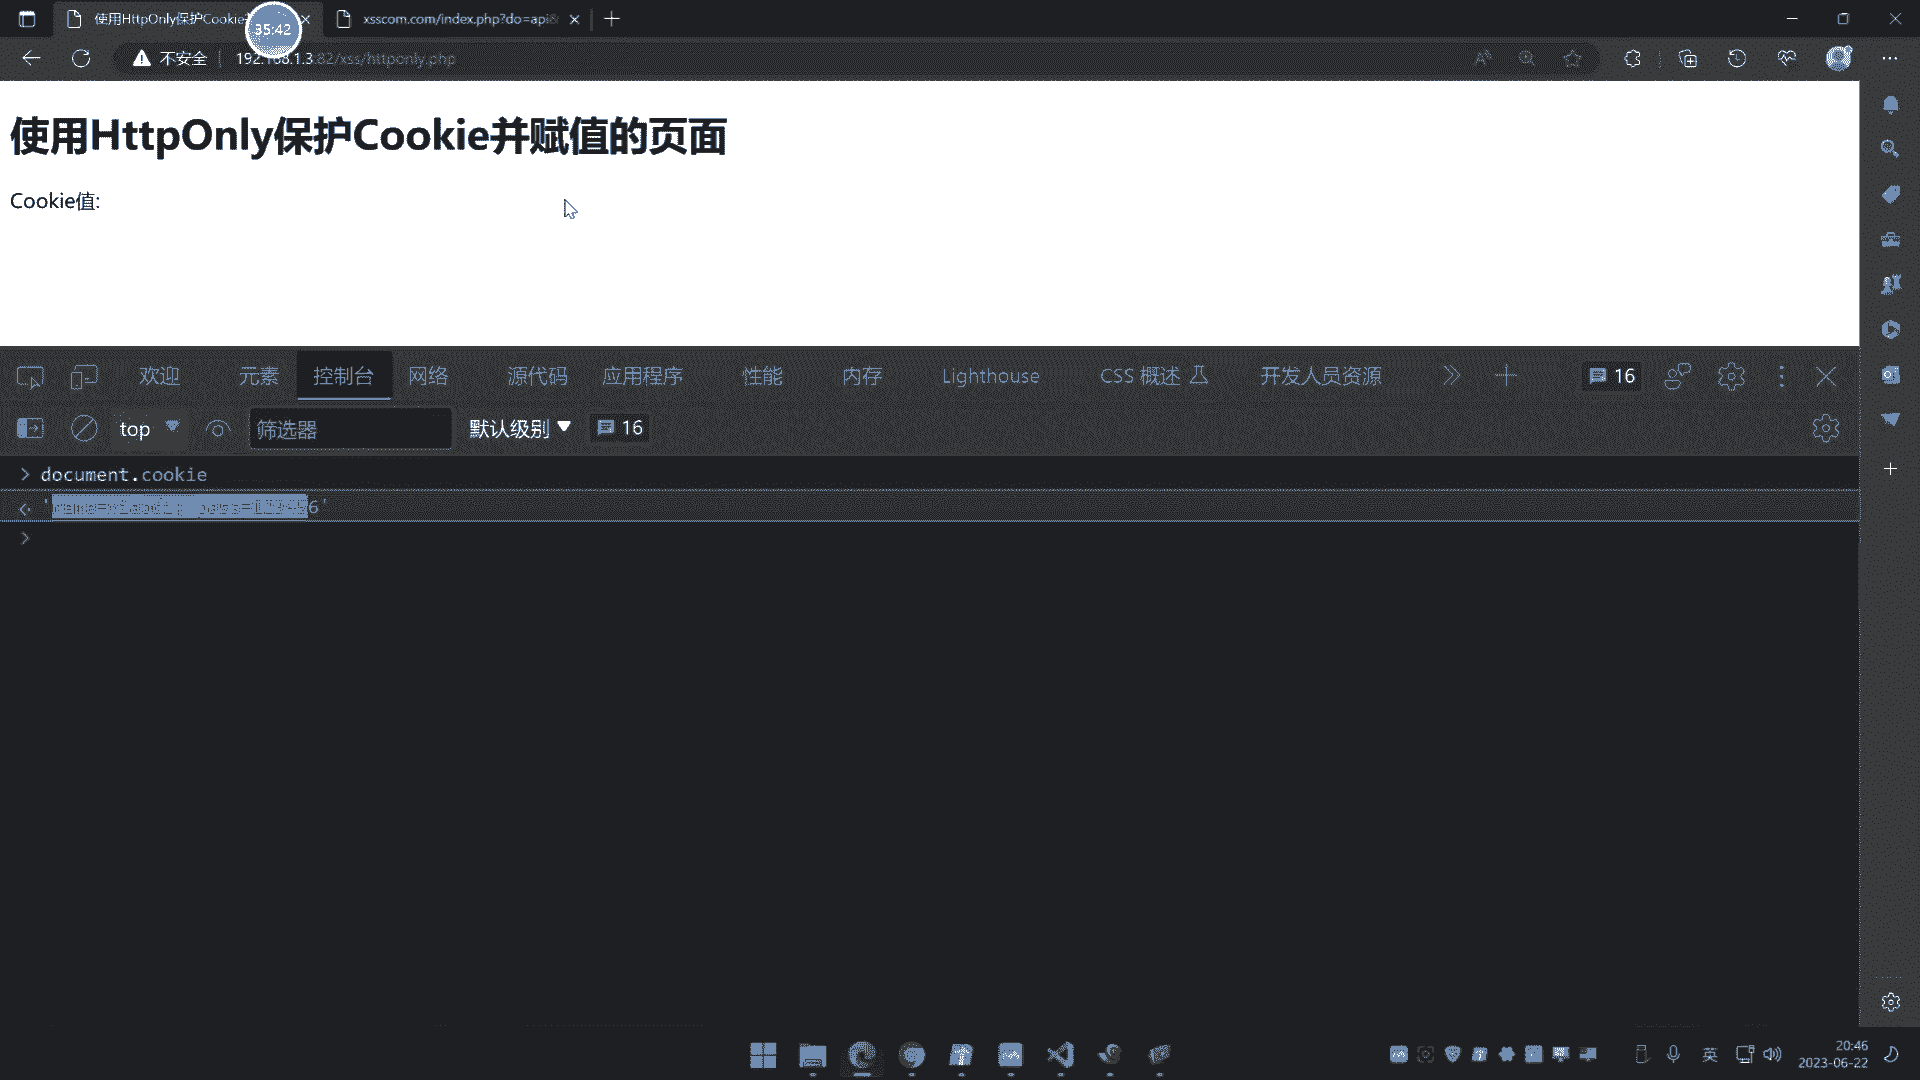 使用HttpOnly保护Cookie
35:42
xsscom.com/index.php?do=api&
不安全
192.168.1.3:82/xss/httponly.php
使用HttpOnly保护Cookie并赋值的页面
Cookie值:
欢迎 元素 控制台 网络 源代码 应用程序 性能 内存 Lighthouse CSS 概述 开发人员资源 16
top 筛选器 默认级别 16
document.cookie
6'
英
20:46
2023-06-22